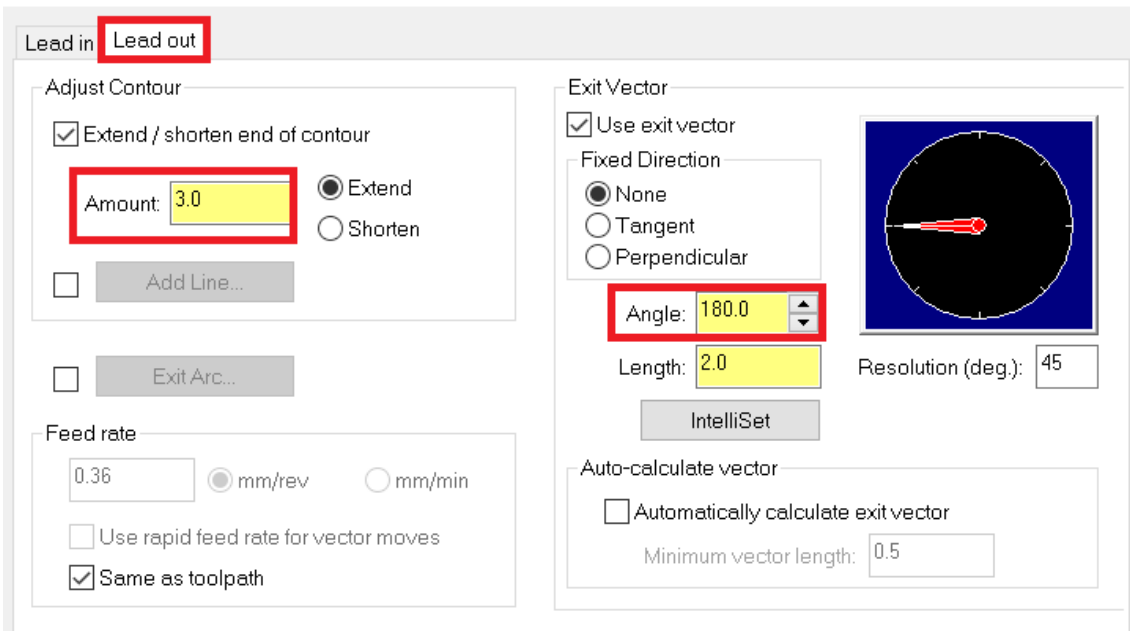 Lead in
Lead out
Adjust Contour
Extend / shorten end of contour
Amount: 3.0
Extend
Shorten
Add Line...
Exit Arc...
Feed rate
0.36
mm/rev
mm/min
Use rapid feed rate for vector moves
Same as toolpath
Exit Vector
Use exit vector
Fixed Direction
None
Tangent
Perpendicular
Angle: 180.0
Length: 2.0
Resolution (deg.): 45
IntelliSet
Auto-calculate vector
Automatically calculate exit vector
Minimum vector length: 0.5